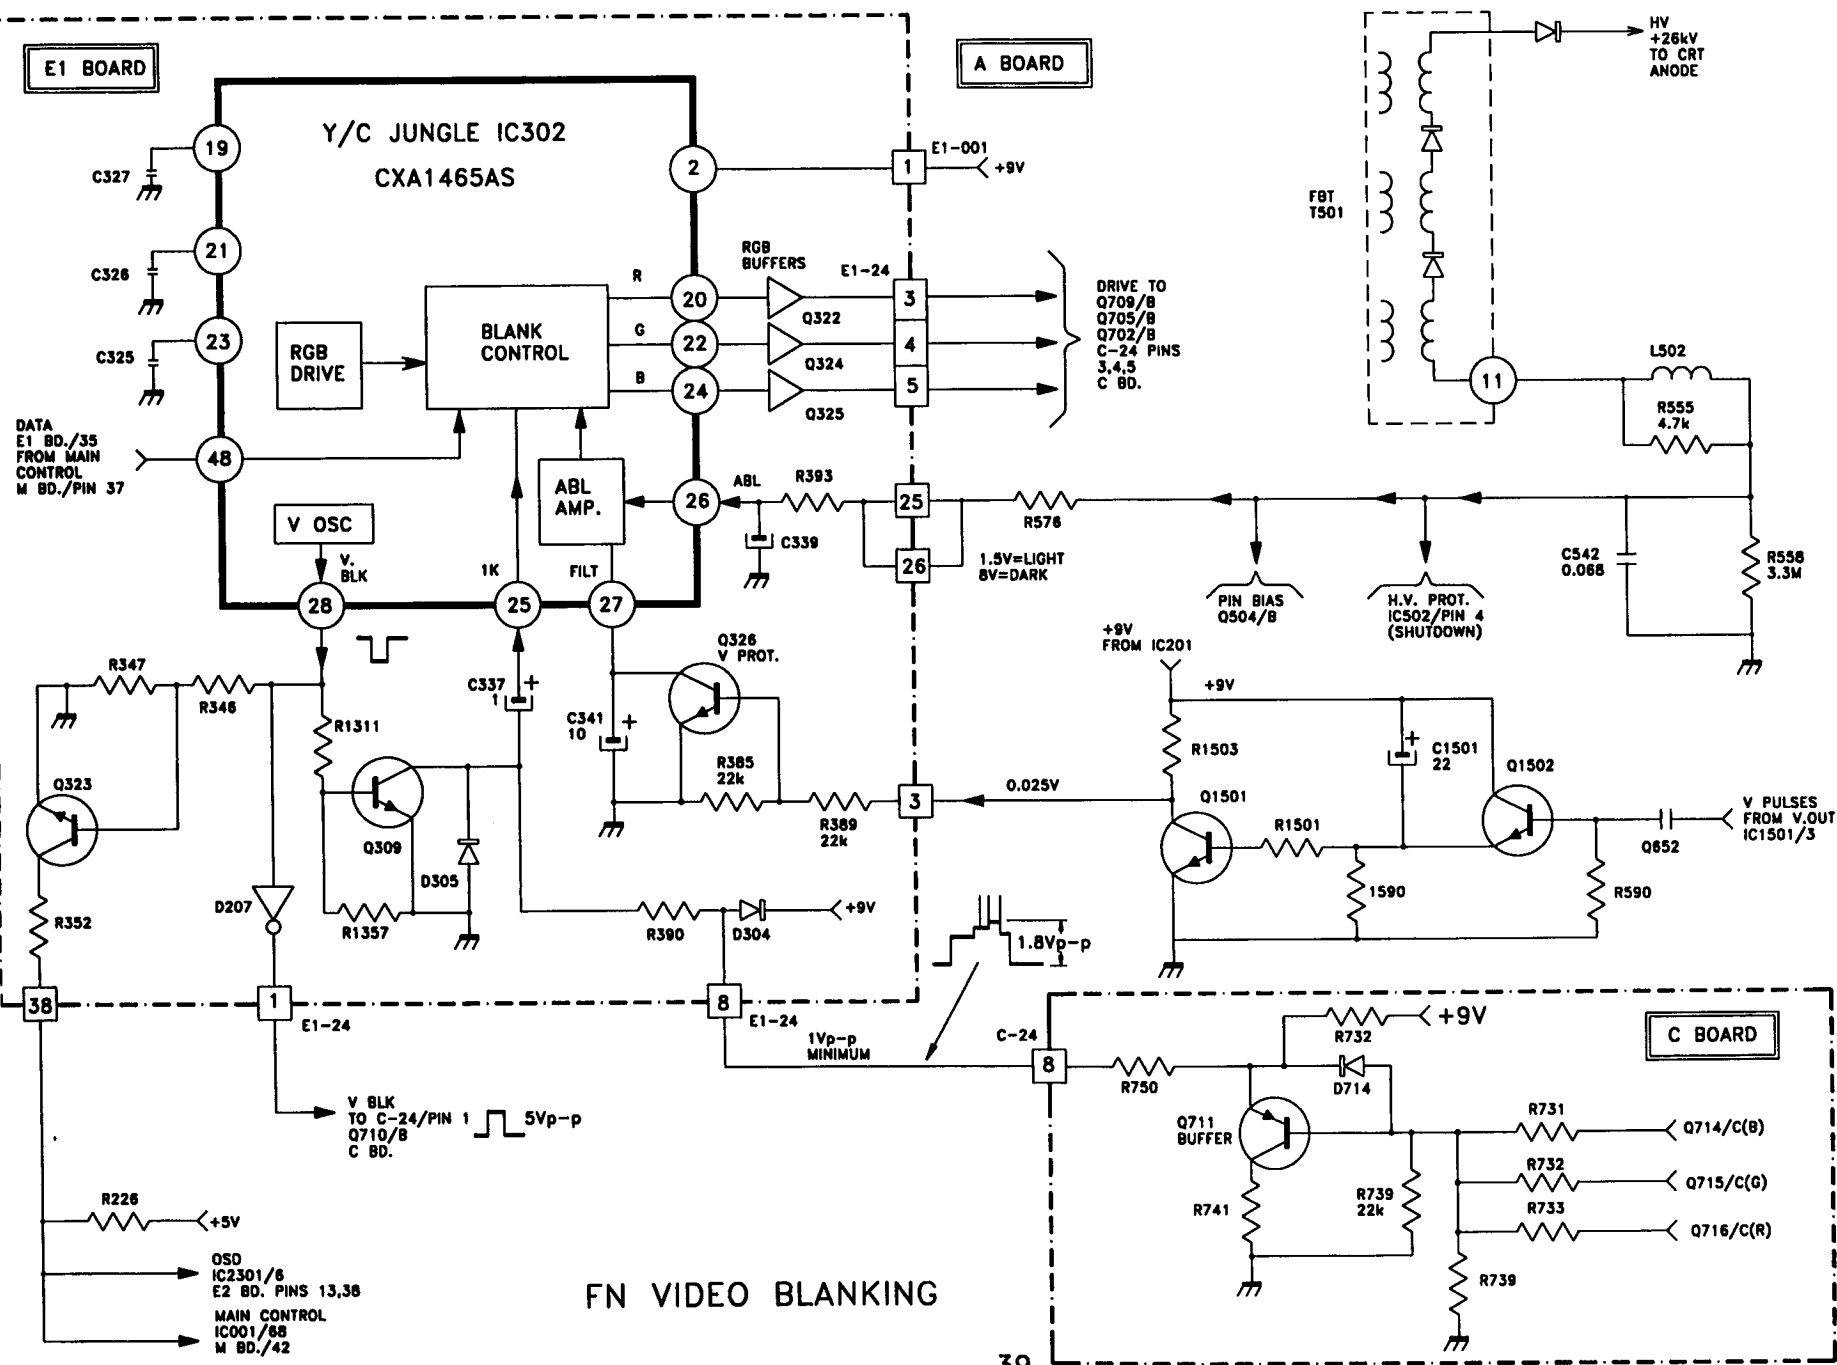 E1 BOARD
A BOARD
HV
+26kV
TO CRT
ANODE
Y/C JUNGLE IC302
CXA1465AS
19
C327
2
1
E1-001
+9V
FBT
T501
21
C326
23
C325
RGB
BUFFERS
E1-24
R
20
Q322
3
G
22
Q324
4
B
24
Q325
5
RGB
DRIVE
BLANK
CONTROL
DRIVE TO
Q709/B
Q705/B
Q702/B
C-24 PINS
3,4,5
C BD.
11
L502
R555
4.7k
DATA
E1 BD./35
FROM MAIN
CONTROL
M BD./PIN 37
48
ABL
AMP.
26
ABL
R393
C339
25
26
R576
1.5V=LIGHT
8V=DARK
PIN BIAS
Q504/B
H.V. PROT.
IC502/PIN 4
(SHUTDOWN)
C542
0.068
R558
3.3M
V OSC
V.
BLK
28
1K
25
FILT
27
R347
R346
R1311
Q323
Q309
C337
1
+
Q326
V PROT.
C341
10
+
R385
22k
R389
22k
3
0.025V
+9V
FROM IC201
+9V
R1503
C1501
22
+
Q1502
Q1501
R1501
1590
R590
Q652
V PULSES
FROM V.OUT
IC1501/3
R352
D207
R1357
D305
R390
D304
+9V
1.8Vp-p
38
1
E1-24
8
E1-24
1Vp-p
MINIMUM
C-24
8
R750
R732
+9V
C BOARD
D714
Q711
BUFFER
R741
R739
22k
R731
Q714/C(B)
R732
Q715/C(G)
R733
Q716/C(R)
R739
V BLK
TO C-24/PIN 1
Q710/B
C BD.
5Vp-p
R226
+5V
OSD
IC2301/6
E2 BD. PINS 13,38
MAIN CONTROL
IC001/68
M BD./42
FN VIDEO BLANKING